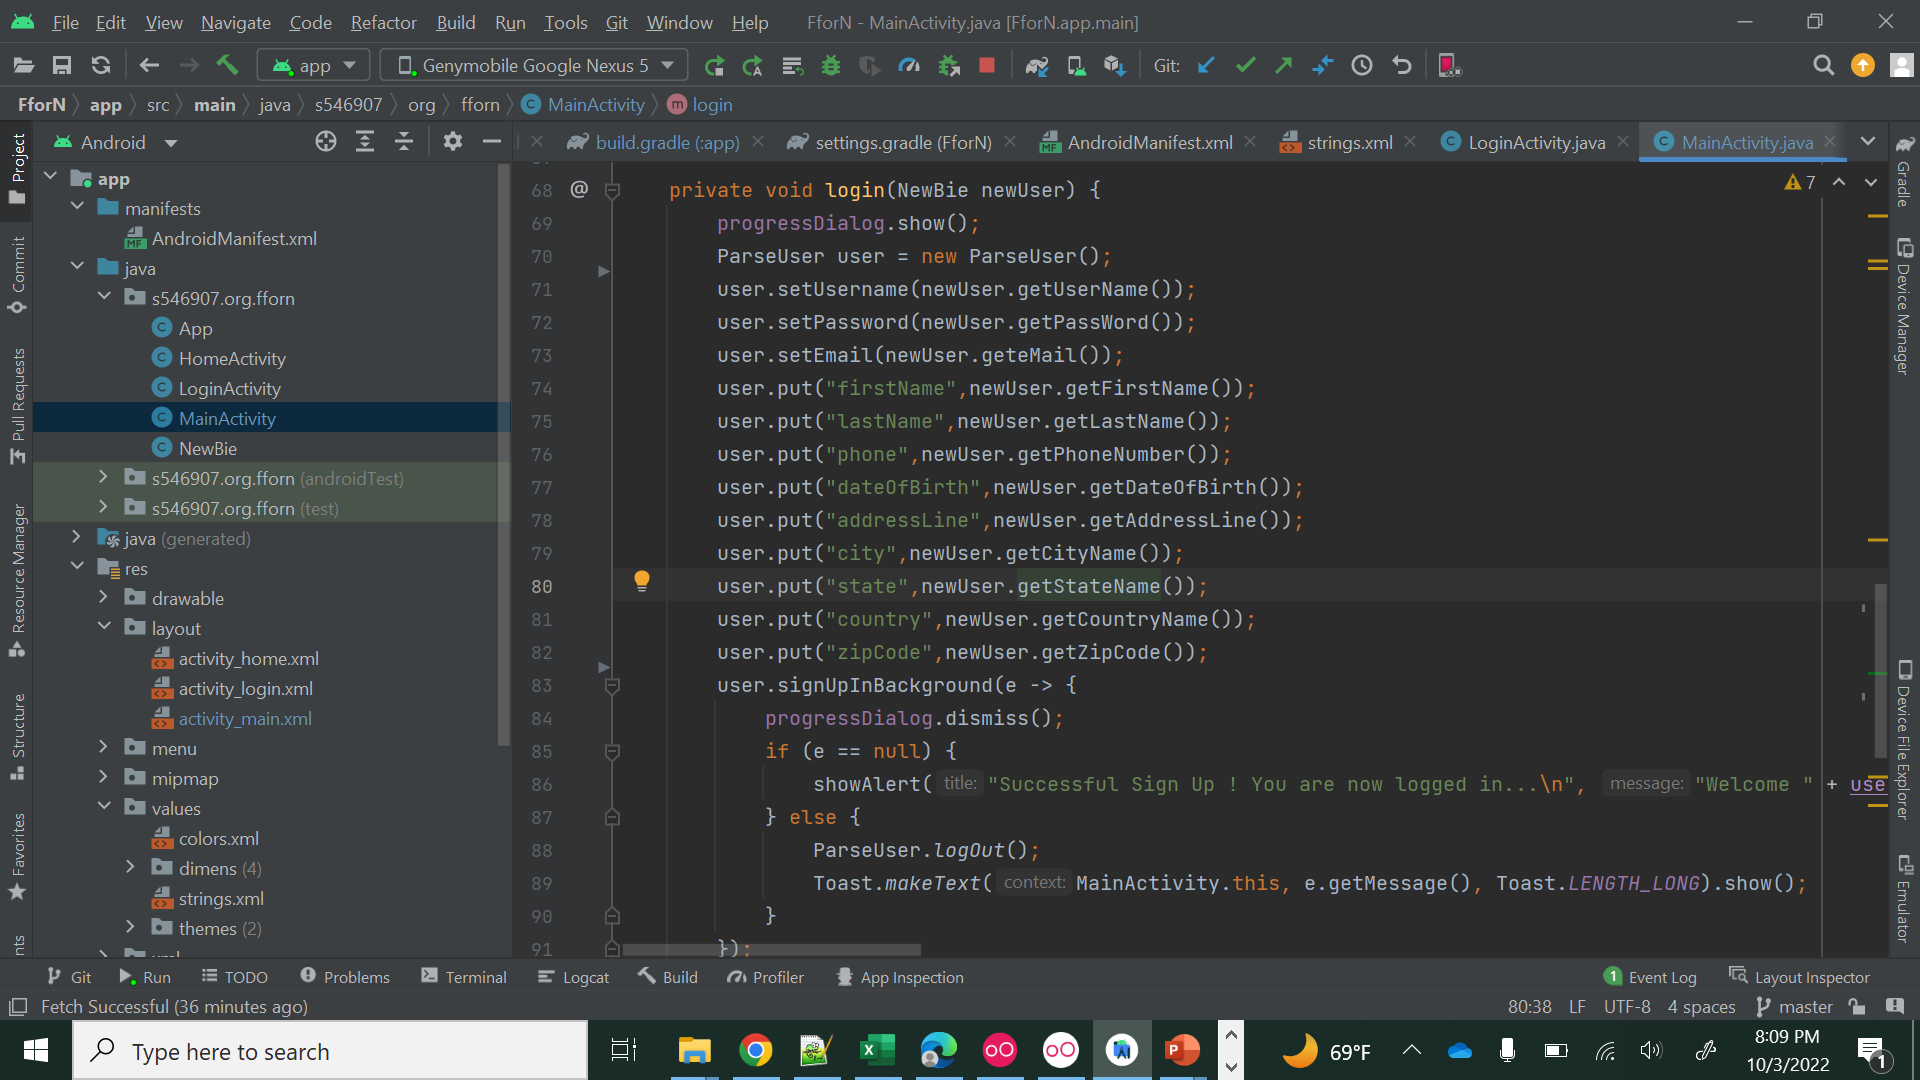 File Edit View Navigate Code Refactor Build Run Tools Git Window Help FforN - MainActivity.java [FforN.app.main]
app Genymobile Google Nexus 5 Git:
FforN app src main java s546907 org fforn MainActivity login
Android
build.gradle (:app) settings.gradle (FforN) AndroidManifest.xml strings.xml LoginActivity.java MainActivity.java
Project
Commit
Pull Requests
Resource Manager
Structure
Favorites
app
manifests
AndroidManifest.xml
java
s546907.org.fforn
App
HomeActivity
LoginActivity
MainActivity
NewBie
s546907.org.fforn (androidTest)
s546907.org.fforn (test)
java (generated)
res
drawable
layout
activity_home.xml
activity_login.xml
activity_main.xml
menu
mipmap
values
colors.xml
dimens (4)
strings.xml
themes (2)
7
68 @ private void login(NewBie newUser) {
69 progressDialog.show();
70 ParseUser user = new ParseUser();
71 user.setUsername(newUser.getUserName());
72 user.setPassword(newUser.getPassWord());
73 user.setEmail(newUser.geteMail());
74 user.put("firstName",newUser.getFirstName());
75 user.put("lastName",newUser.getLastName());
76 user.put("phone",newUser.getPhoneNumber());
77 user.put("dateOfBirth",newUser.getDateOfBirth());
78 user.put("addressLine",newUser.getAddressLine());
79 user.put("city",newUser.getCityName());
80 user.put("state",newUser.getStateName());
81 user.put("country",newUser.getCountryName());
82 user.put("zipCode",newUser.getZipCode());
83 user.signUpInBackground(e -> {
84 progressDialog.dismiss();
85 if (e == null) {
86 showAlert( title: "Successful Sign Up ! You are now logged in...\n", message: "Welcome " + use
87 } else {
88 ParseUser.logOut();
89 Toast.makeText( context: MainActivity.this, e.getMessage(), Toast.LENGTH_LONG).show();
90 }
91 });
Gradle
Device Manager
Device File Explorer
Emulator
Git Run TODO Problems Terminal Logcat Build Profiler App Inspection 1 Event Log Layout Inspector
Fetch Successful (36 minutes ago) 80:38 LF UTF-8 4 spaces master
Type here to search 69°F 8:09 PM
10/3/2022 1